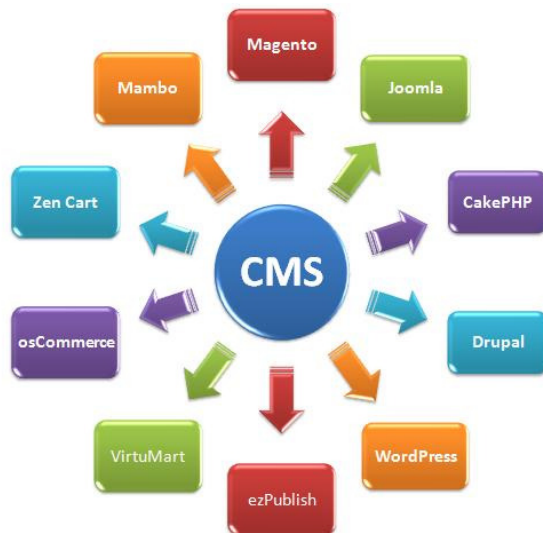 Magento
Mambo
Joomla
Zen Cart
CakePHP
CMS
osCommerce
Drupal
VirtuMart
WordPress
ezPublish